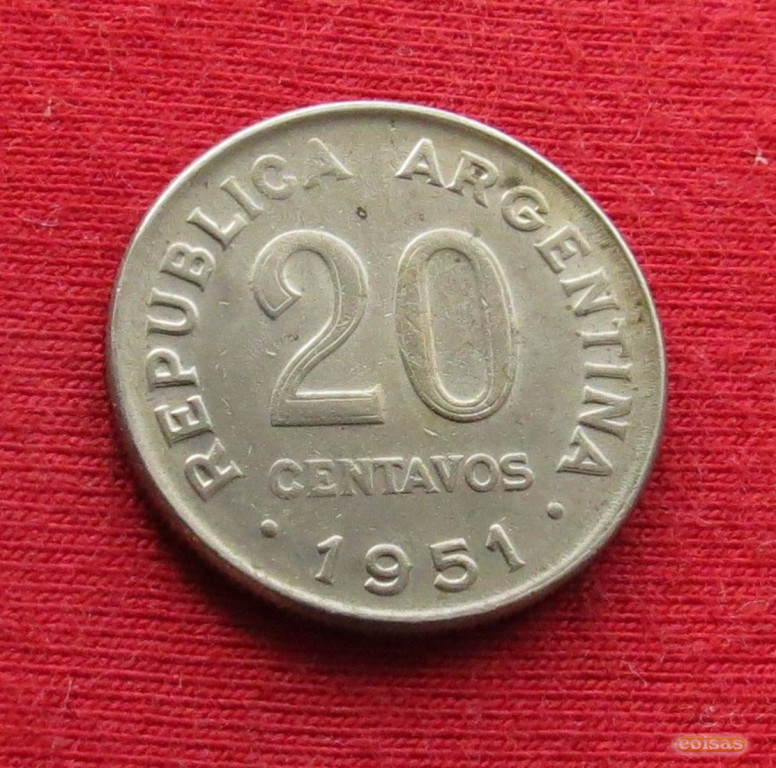 REPUBLICA ARGENTINA
20
CENTAVOS
· 1951 ·
eoisas